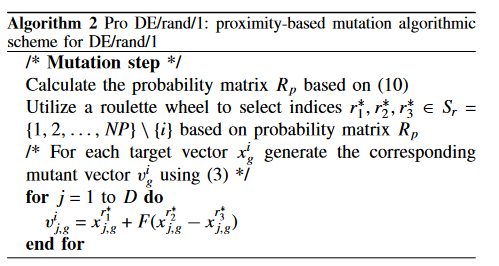 Algorithm 2 Pro DE/rand/1: proximity-based mutation algorithmic
scheme for DE/rand/1
/* Mutation step */
Calculate the probability matrix R_p based on (10)
Utilize a roulette wheel to select indices r_1^*, r_2^*, r_3^* ∈ S_r =
{1, 2, . . . , NP} \ {i} based on probability matrix R_p
/* For each target vector x_g^i generate the corresponding
mutant vector v_g^i using (3) */
for j = 1 to D do
v_{j,g}^i = x_{j,g}^{r_1^*} + F(x_{j,g}^{r_2^*} − x_{j,g}^{r_3^*})
end for